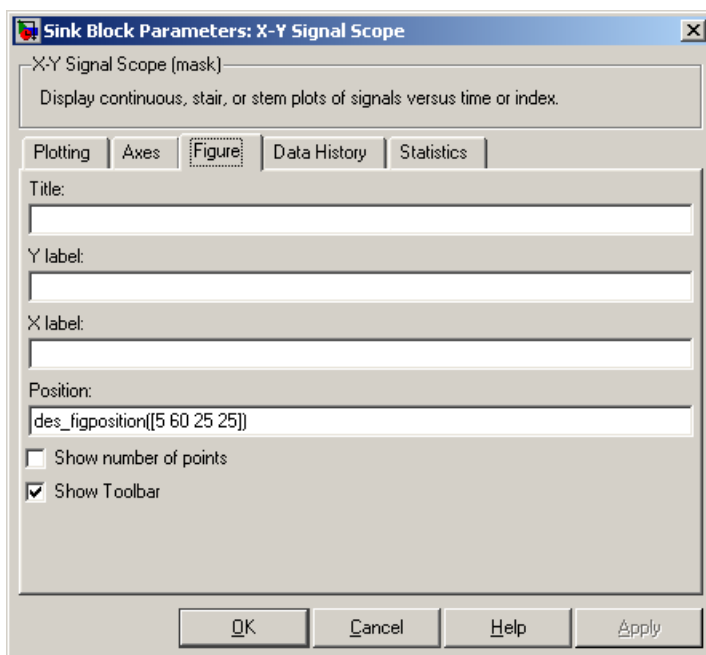 Sink Block Parameters: X-Y Signal Scope
X-Y Signal Scope (mask)
Display continuous, stair, or stem plots of signals versus time or index.
Plotting Axes Figure Data History Statistics
Title:
Y label:
X label:
Position:
des_figposition([5 60 25 25])
Show number of points
Show Toolbar
OK Cancel Help Apply